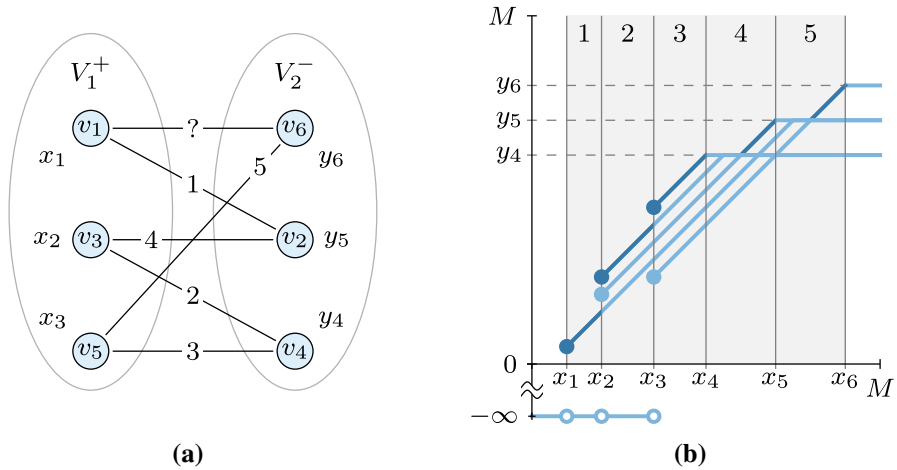 V₁⁺ V₂⁻
v₁ ? v₆
x₁ 5 y₆
1
x₂ v₃ 4 v₂ y₅
2
x₃ y₄
v₅ 3 v₄
(a)
M 1 2 3 4 5
y₆
y₅
y₄
0 x₁ x₂ x₃ x₄ x₅ x₆ M
−∞
(b)